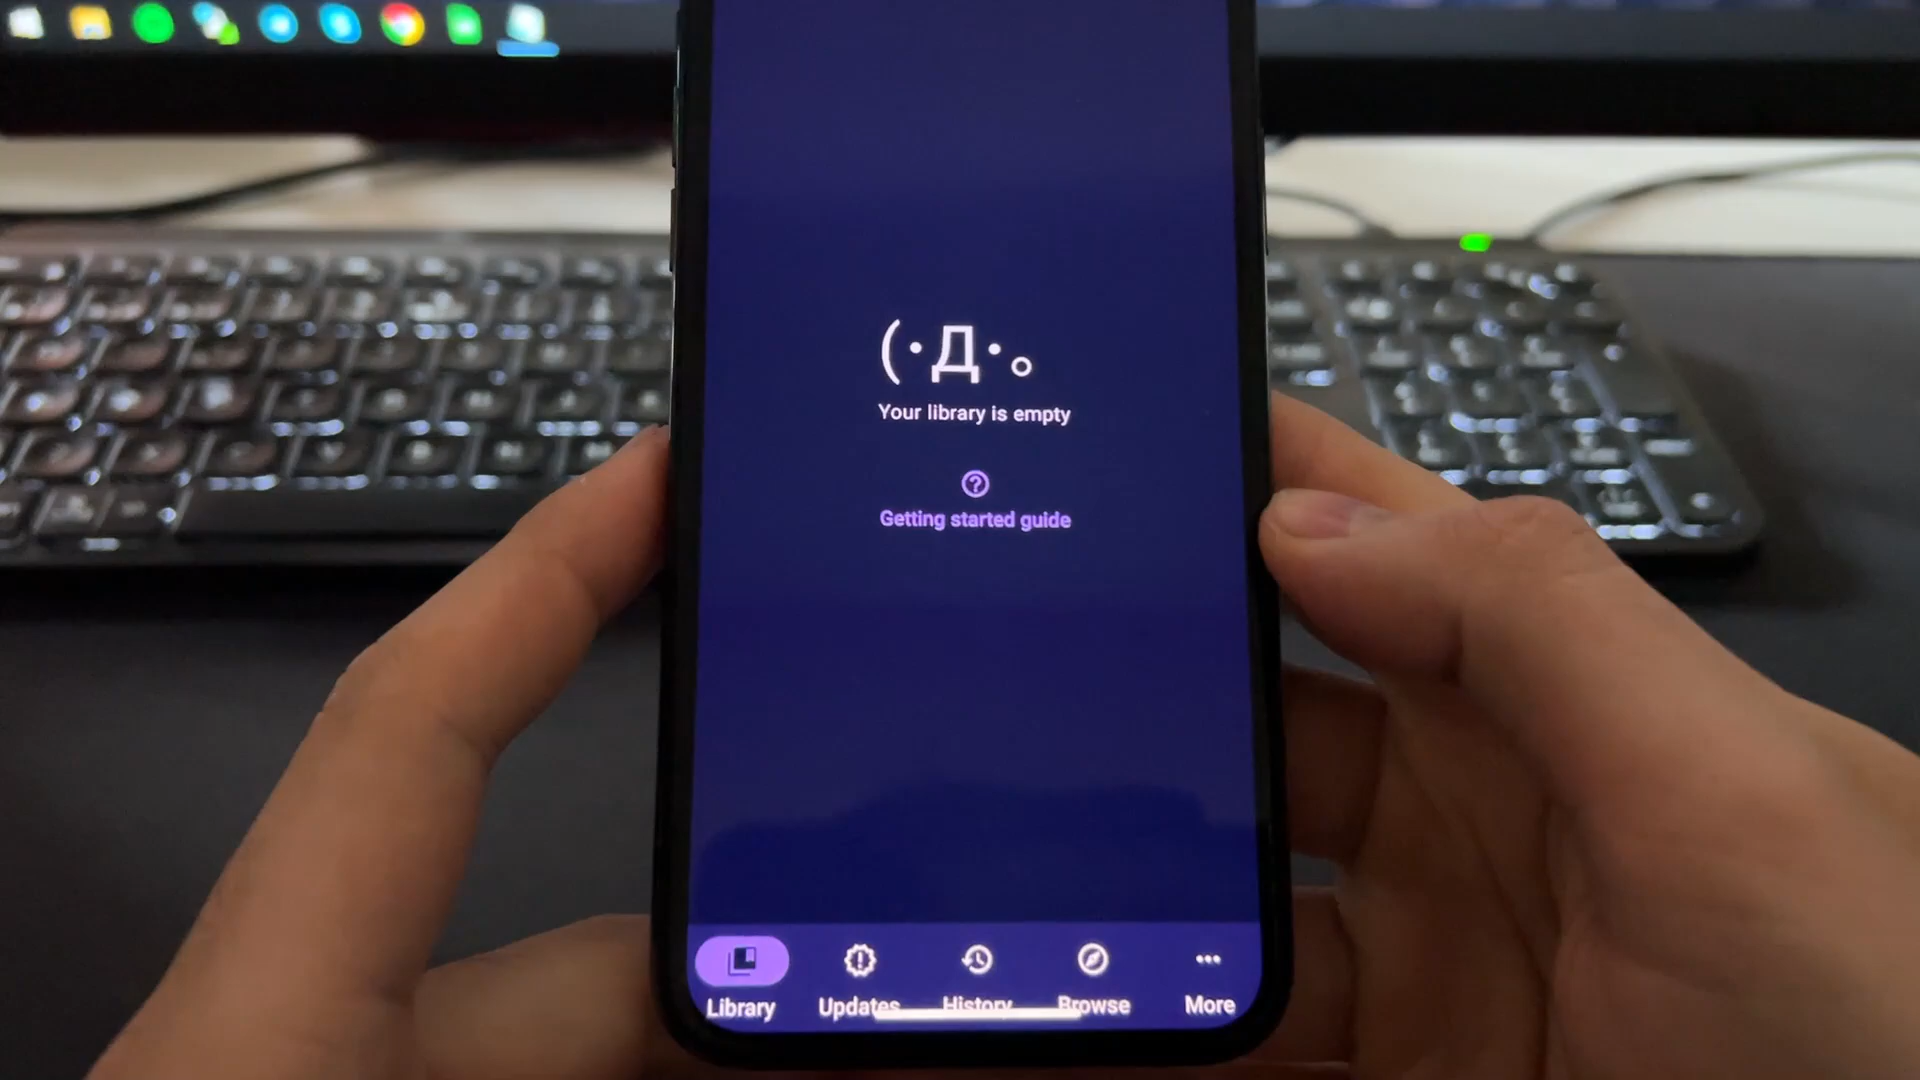 (·Д·。
Your library is empty
Getting started guide
Library Updates History Browse More